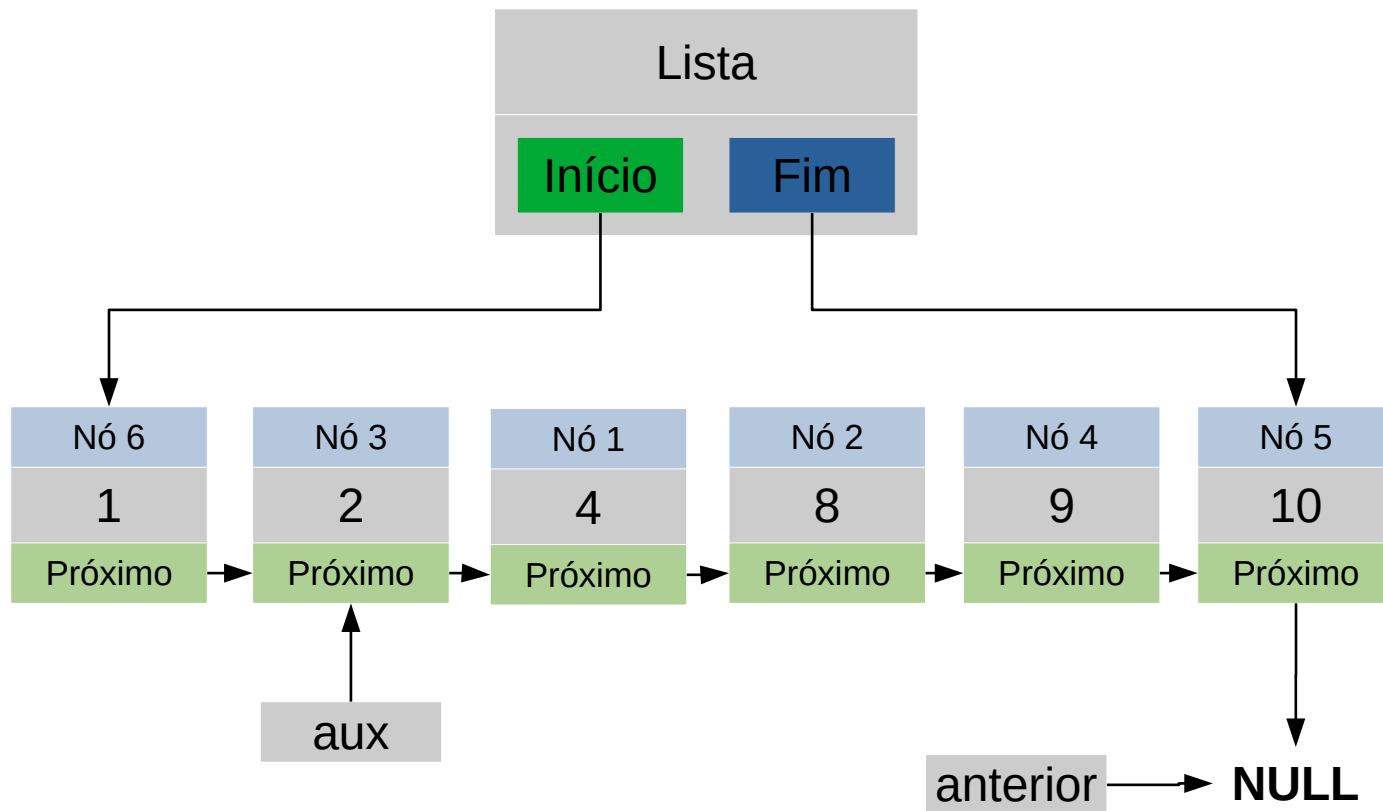 Lista
Início Fim
Nó 6 Nó 3 Nó 1 Nó 2 Nó 4 Nó 5
1 2 4 8 9 10
Próximo Próximo Próximo Próximo Próximo Próximo
aux
anterior NULL